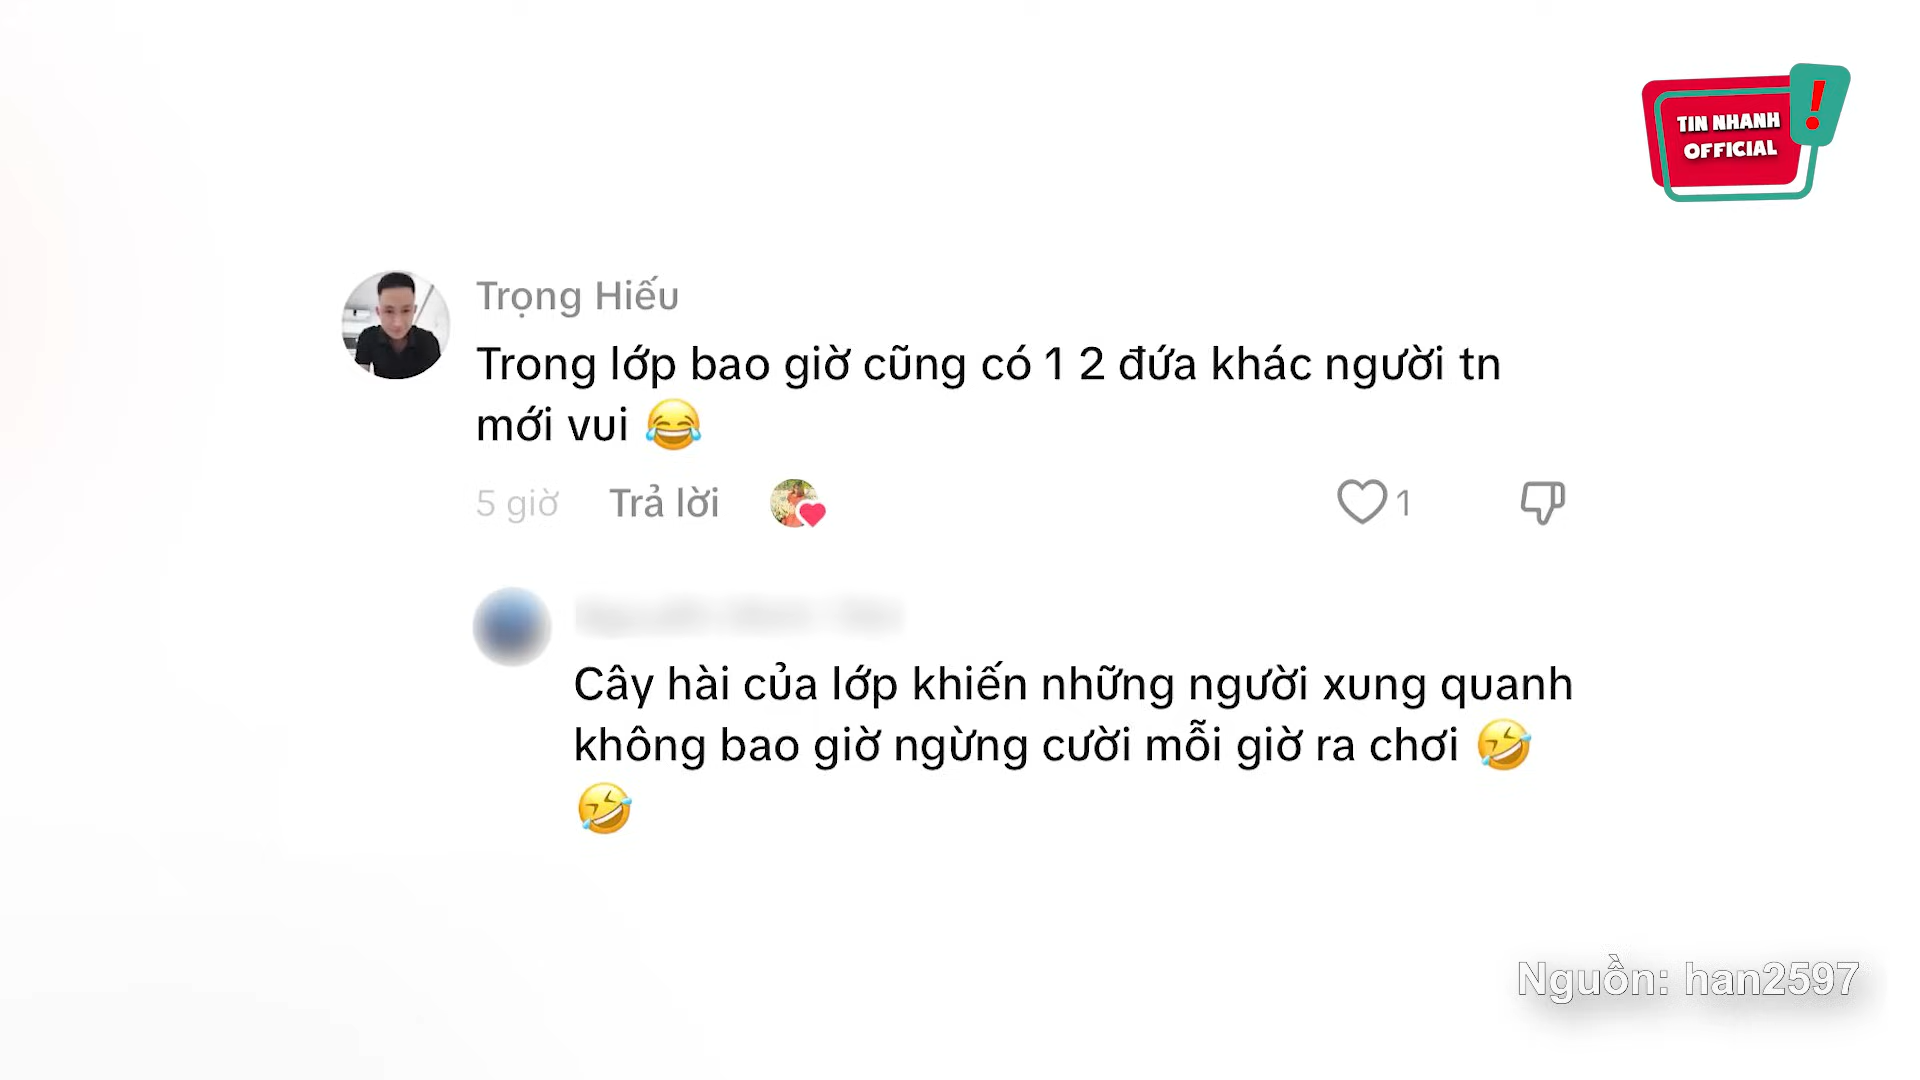 TIN NHANH
OFFICIAL
Trọng Hiếu
Trong lớp bao giờ cũng có 1 2 đứa khác người tn
mới vui 😂
5 giờ Trả lời 1
Cây hài của lớp khiến những người xung quanh
không bao giờ ngừng cười mỗi giờ ra chơi 🤣
🤣
Nguồn: han2597